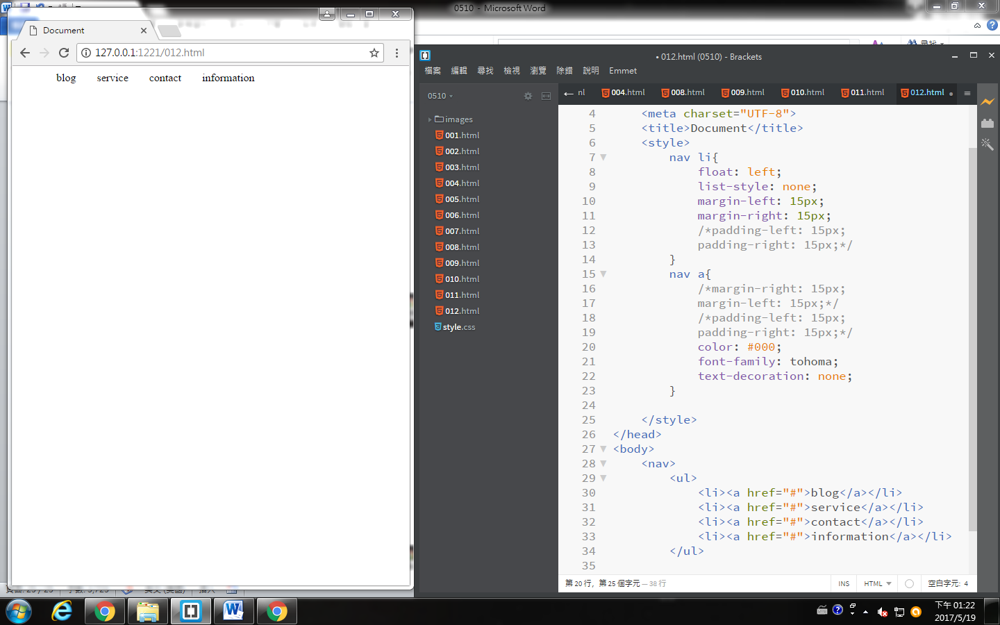 0510 - Microsoft Word
Document
127.0.0.1:1221/012.html
blog service contact information
• 012.html (0510) - Brackets
檔案 編輯 尋找 檢視 瀏覽 除錯 說明 Emmet
0510
nl 004.html 008.html 009.html 010.html 011.html 012.html
images
001.html
002.html
003.html
004.html
005.html
006.html
007.html
008.html
009.html
010.html
011.html
012.html
style.css
4 <meta charset="UTF-8">
5 <title>Document</title>
6 <style>
7 nav li{
8 float: left;
9 list-style: none;
10 margin-left: 15px;
11 margin-right: 15px;
12 /*padding-left: 15px;
13 padding-right: 15px;*/
14 }
15 nav a{
16 /*margin-right: 15px;
17 margin-left: 15px;*/
18 /*padding-left: 15px;
19 padding-right: 15px;*/
20 color: #000;
21 font-family: tohoma;
22 text-decoration: none;
23 }
24
25 </style>
26 </head>
27 <body>
28 <nav>
29 <ul>
30 <li><a href="#">blog</a></li>
31 <li><a href="#">service</a></li>
32 <li><a href="#">contact</a></li>
33 <li><a href="#">information</a></li>
34 </ul>
35
第 20 行，第 25 個字元 — 38 行
INS HTML 空白字元: 4
下午 01:22
2017/5/19